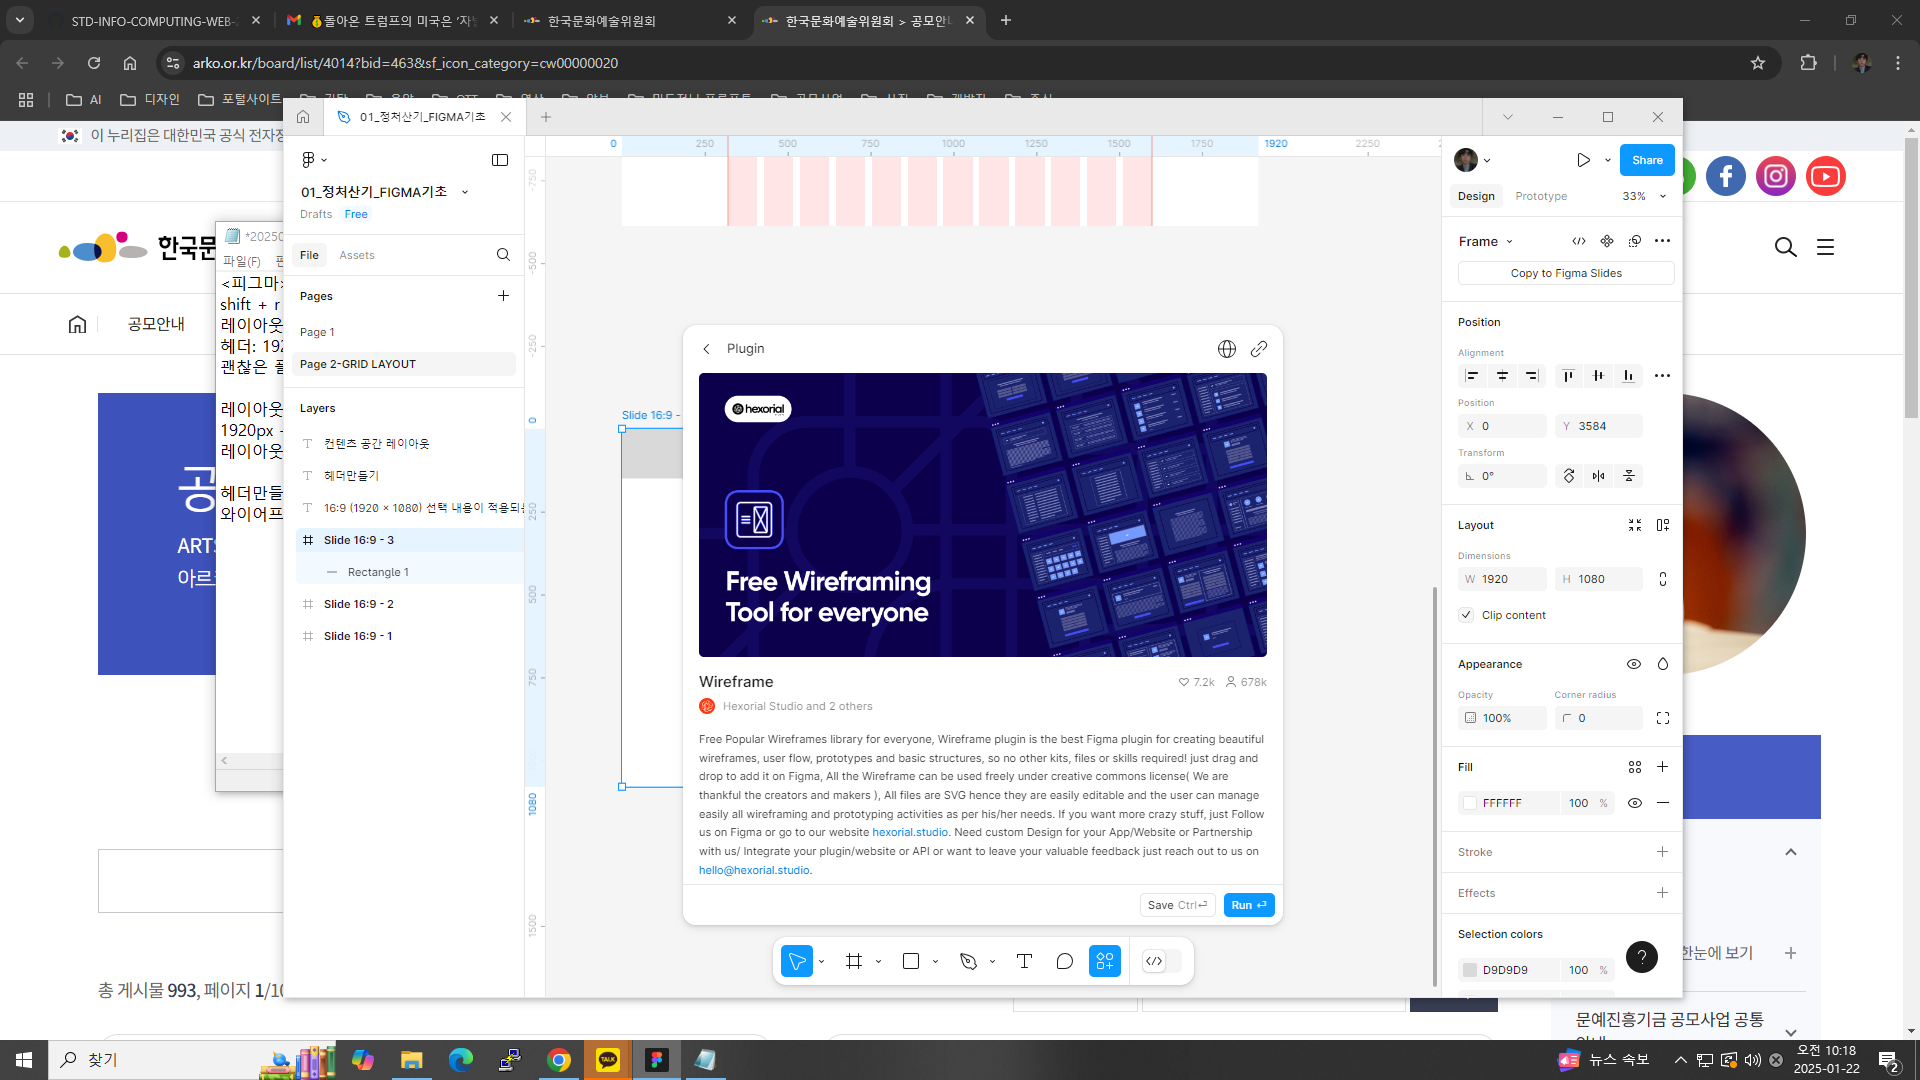 STD-INFO-COMPUTING-WEB-
💰돌아온 트럼프의 미국은 '자
한국문화예술위원회
한국문화예술위원회 > 공모안
arko.or.kr/board/list/4014?bid=463&sf_icon_category=cw00000020
AI
디자인
포털사이트
이 누리집은 대한민국 공식 전자정
01_정처산기_FIGMA기초
0
250
500
750
1000
1250
1500
1750
1920
2250
01_정처산기_FIGMA기초
Drafts
Free
File
Assets
Pages
Page 1
Page 2-GRID LAYOUT
Layers
컨텐츠 공간 레이아웃
헤더만들기
16:9 (1920 × 1080) 선택 내용이 적용되
Slide 16:9 - 3
Rectangle 1
Slide 16:9 - 2
Slide 16:9 - 1
한국문
공모안내
*2025
파일(F)
<피그마>
shift + r
레이아웃
헤더: 192
괜찮은 플
레이아웃
1920px -
레이아웃
헤더만들
와이어프
공
ARTS
아르
총 게시물 993, 페이지 1/10
-750
-500
-250
0
250
500
750
1080
1500
Slide 16:9 -
Plugin
hexorial
Free Wireframing
Tool for everyone
Wireframe
7.2k
678k
Hexorial Studio and 2 others
Free Popular Wireframes library for everyone, Wireframe plugin is the best Figma plugin for creating beautiful
wireframes, user flow, prototypes and basic structures, so no other kits, files or skills required! just drag and
drop to add it on Figma, All the Wireframe can be used freely under creative commons license( We are
thankful the creators and makers ), All files are SVG hence they are easily editable and the user can manage
easily all wireframing and prototyping activities as per his/her needs. If you want more crazy stuff, just Follow
us on Figma or go to our website hexorial.studio. Need custom Design for your App/Website or Partnership
with us/ Integrate your plugin/website or API or want to leave your valuable feedback just reach out to us on
hello@hexorial.studio.
Save Ctrl⏎
Run ⏎
Share
Design
Prototype
33%
Frame
Copy to Figma Slides
Position
Alignment
Position
X 0
Y 3584
Transform
0°
Layout
Dimensions
W 1920
H 1080
Clip content
Appearance
Opacity
Corner radius
100%
0
Fill
FFFFFF
100 %
Stroke
Effects
Selection colors
D9D9D9
100 %
?
한눈에 보기
문예진흥기금 공모사업 공통
찾기
TALK
뉴스 속보
오전 10:18
2025-01-22
2